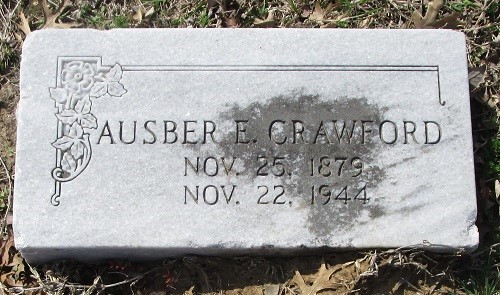 AUSBER E. CRAWFORD
NOV. 25, 1879
NOV. 22, 1944